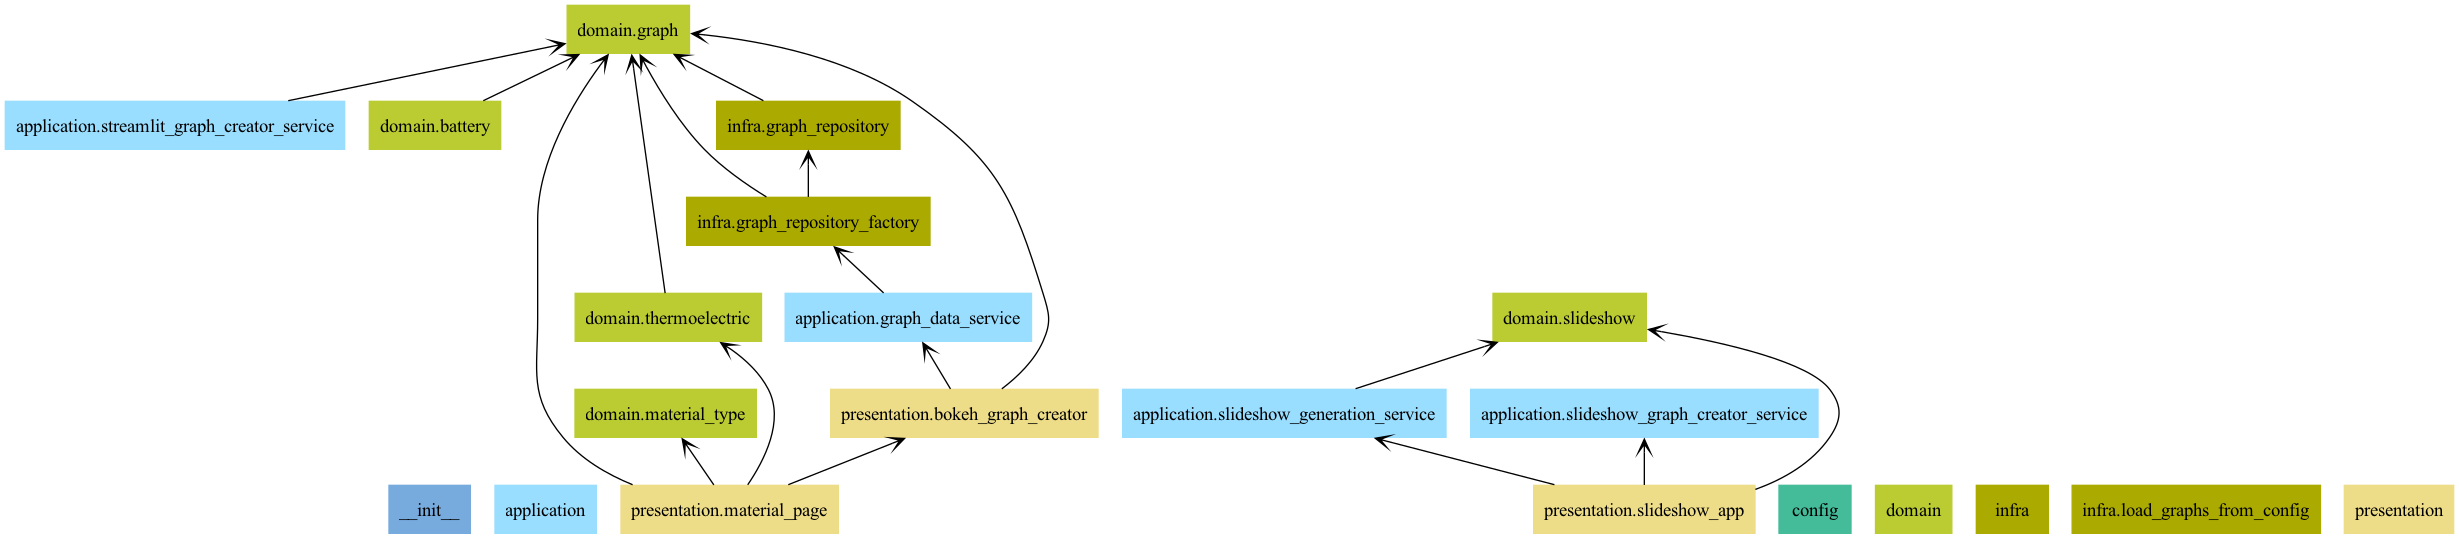 domain.graph
application.streamlit_graph_creator_service
domain.battery
infra.graph_repository
infra.graph_repository_factory
domain.thermoelectric
application.graph_data_service
domain.slideshow
domain.material_type
presentation.bokeh_graph_creator
application.slideshow_generation_service
application.slideshow_graph_creator_service
__init__
application
presentation.material_page
presentation.slideshow_app
config
domain
infra
infra.load_graphs_from_config
presentation